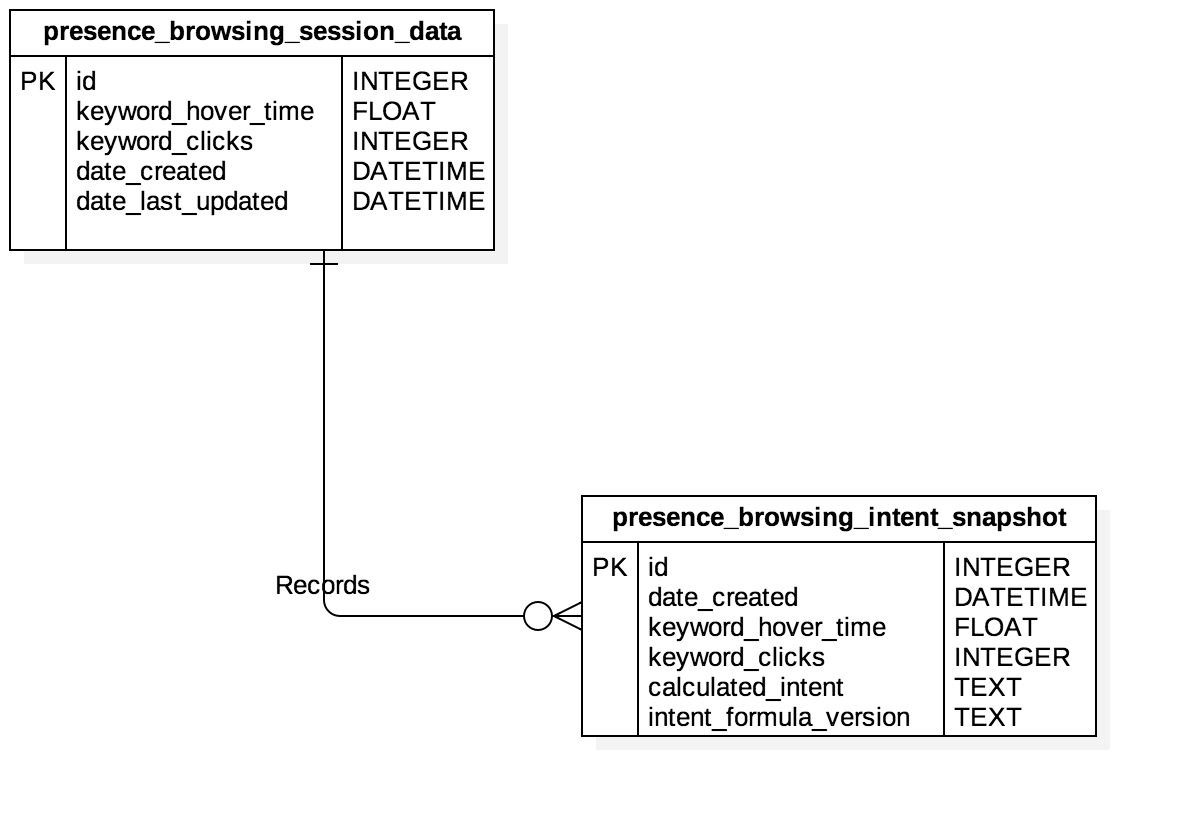 presence_browsing_session_data
PK id INTEGER
keyword_hover_time FLOAT
keyword_clicks INTEGER
date_created DATETIME
date_last_updated DATETIME
Records
presence_browsing_intent_snapshot
PK id INTEGER
date_created DATETIME
keyword_hover_time FLOAT
keyword_clicks INTEGER
calculated_intent TEXT
intent_formula_version TEXT